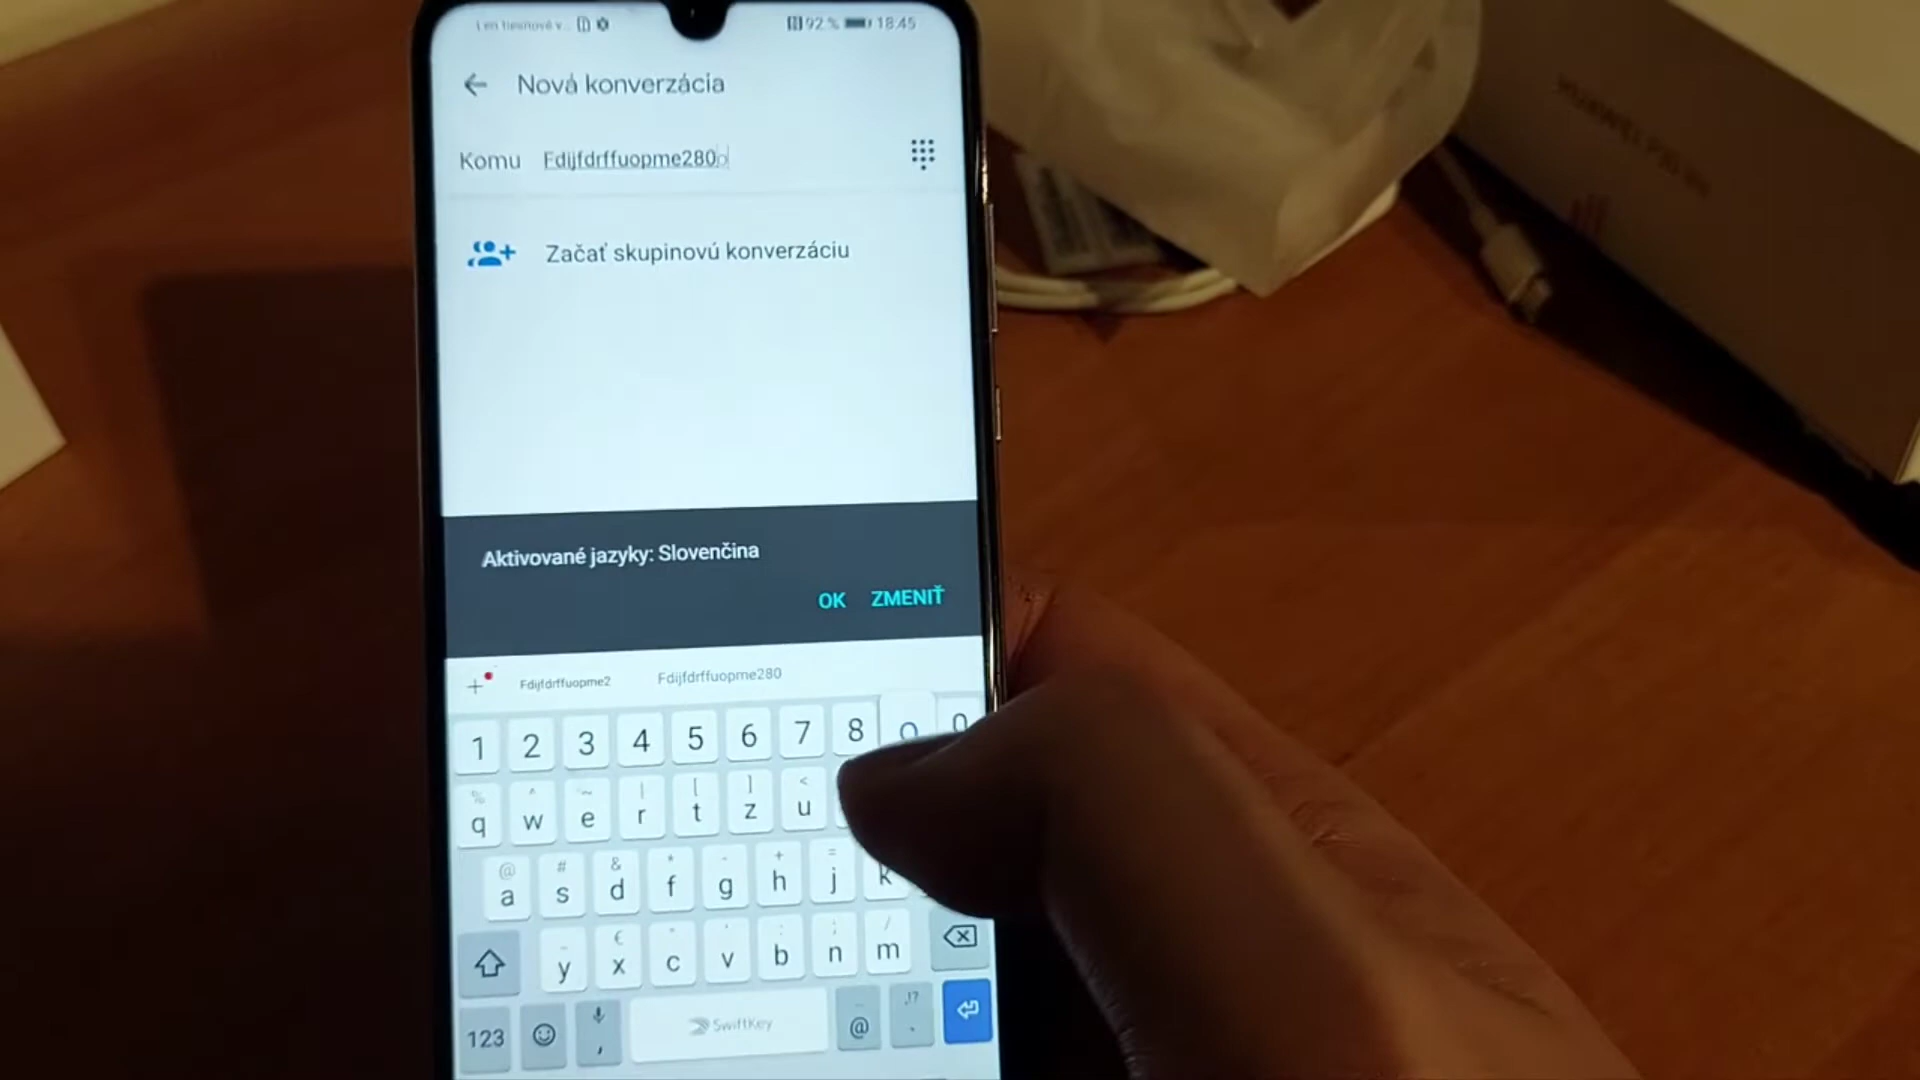 92 % 18:45
Nová konverzácia
Komu Fdijfdrffuopme280o
Začať skupinovú konverzáciu
Aktivované jazyky: Slovenčina
OK ZMENIŤ
Fdijfdrffuopme2 Fdijfdrffuopme280
1 2 3 4 5 6 7 8
% ^ ~ | [ ] <
q w e r t z u
@ # & * - + =
a s d f g h j k
_ € " ' : ; /
y x c v b n m
123 , SwiftKey @ ,!? .